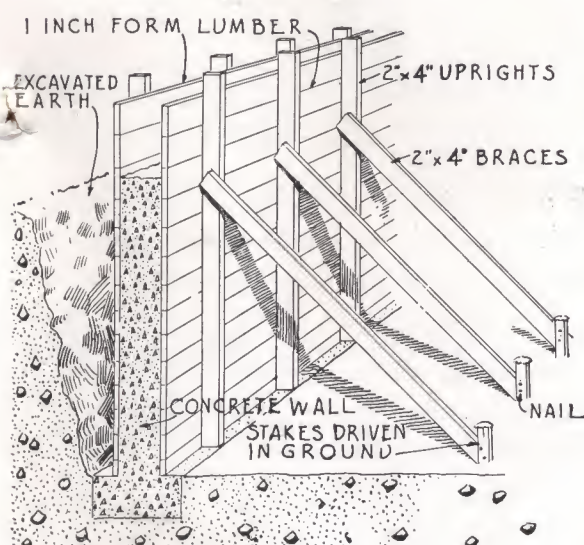 1 INCH FORM LUMBER
EXCAVATED
EARTH
2"x4" UPRIGHTS
2"x4" BRACES
CONCRETE WALL
STAKES DRIVEN
IN GROUND
NAIL